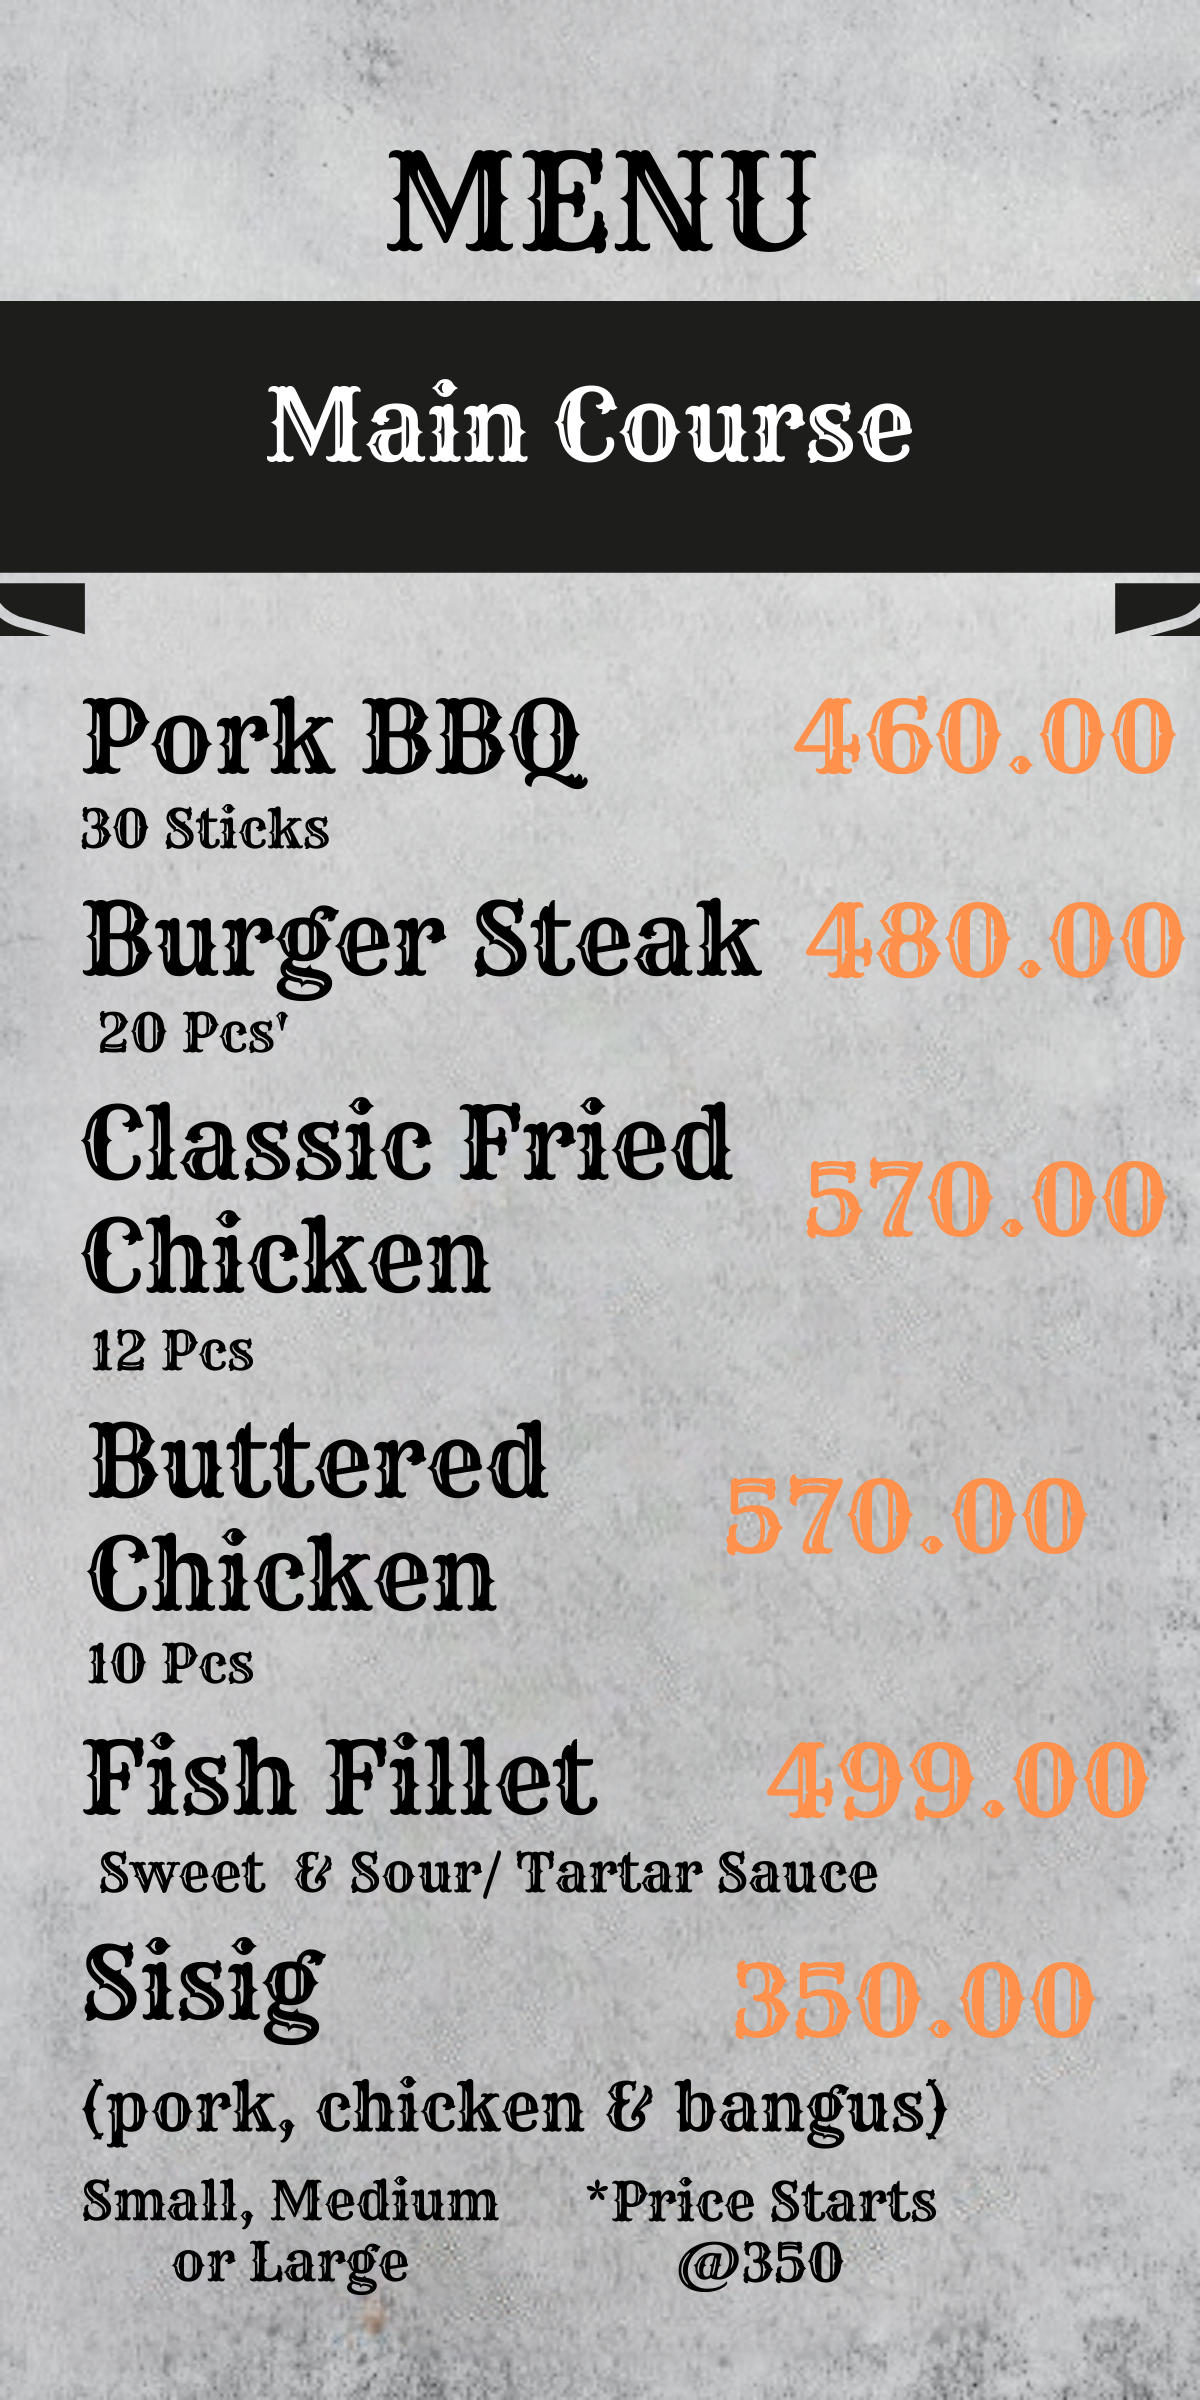 MENU
Main Course
Pork BBQ 460.00
30 Sticks
Burger Steak 480.00
20 Pcs'
Classic Fried
Chicken 570.00
12 Pcs
Buttered
Chicken 570.00
10 Pcs
Fish Fillet 499.00
Sweet & Sour/ Tartar Sauce
Sisig 350.00
(pork, chicken & bangus)
Small, Medium
or Large
*Price Starts
@350